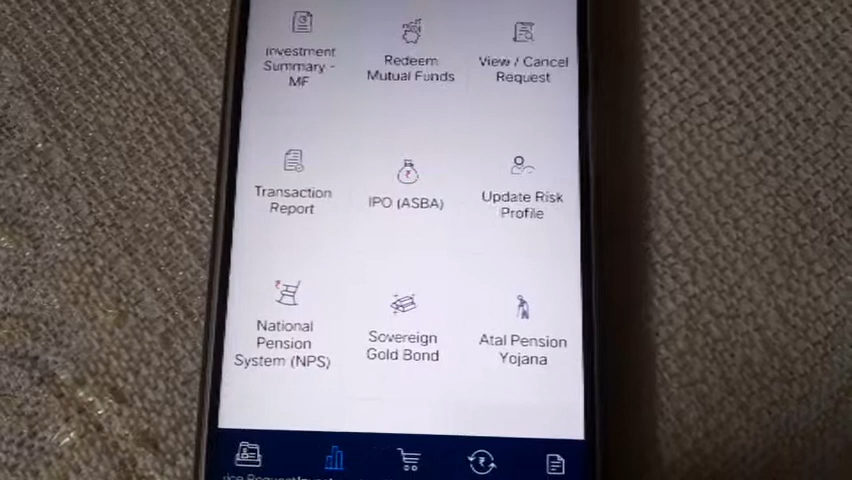 Investment
Summary -
MF
Redeem
Mutual Funds
View / Cancel
Request
Transaction
Report
IPO (ASBA)
Update Risk
Profile
National
Pension
System (NPS)
Sovereign
Gold Bond
Atal Pension
Yojana